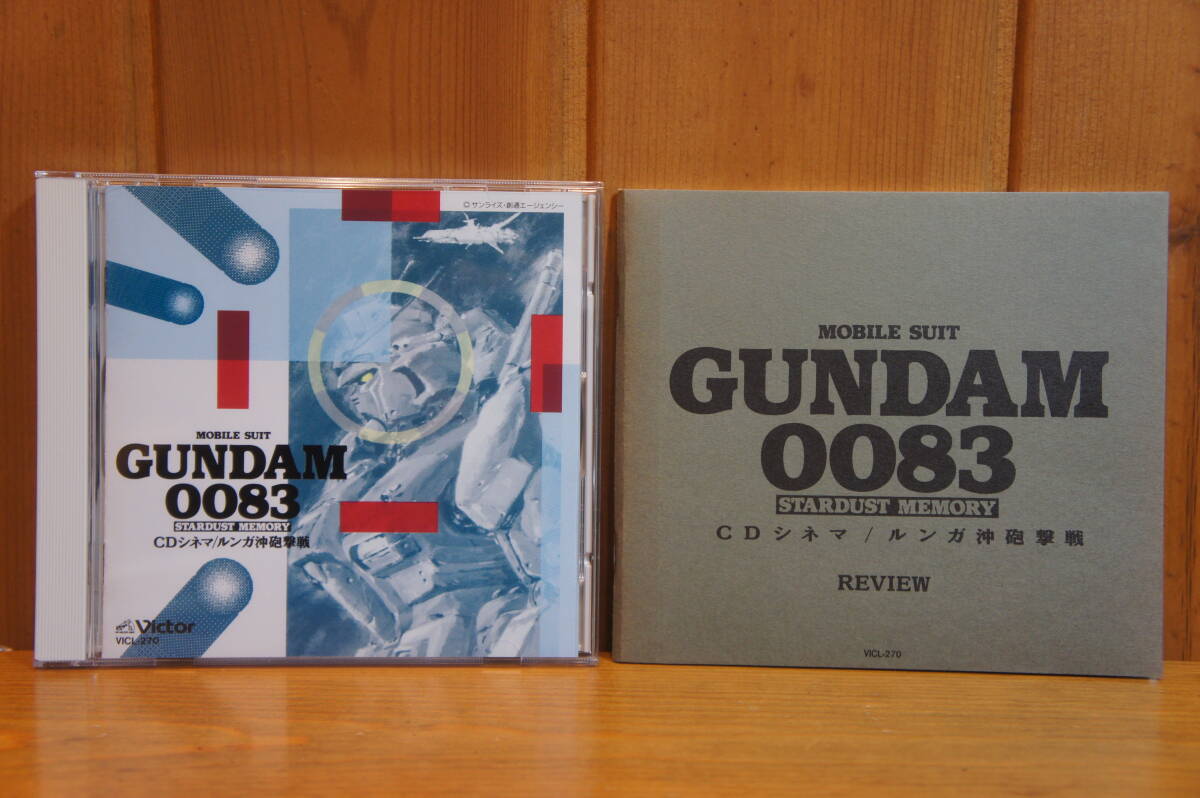 ©サンライズ・創通エージェンシー
MOBILE SUIT
GUNDAM
0083
STARDUST MEMORY
CDシネマ/ルンガ沖砲撃戦
Victor
VICL-270
MOBILE SUIT
GUNDAM
0083
STARDUST MEMORY
CDシネマ/ルンガ沖砲撃戦
REVIEW
VICL-270